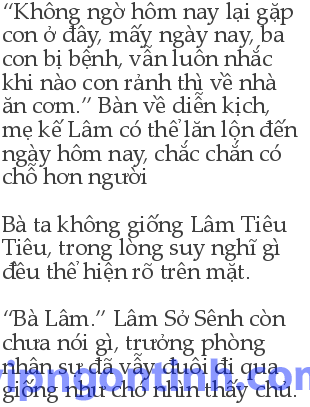 “Không ngờ hôm nay lại gặp
con ở đây, mấy ngày nay, ba
con bị bệnh, vẫn luôn nhắc
khi nào con rảnh thì về nhà
ăn cơm.” Bàn về diễn kịch,
mẹ kế Lâm có thể lăn lộn đến
ngày hôm nay, chắc chắn có
chỗ hơn người
Bà ta không giống Lâm Tiêu
Tiêu, trong lòng suy nghĩ gì
đều thể hiện rõ trên mặt.
“Bà Lâm.” Lâm Sở Sênh còn
chưa nói gì, trưởng phòng
nhân sự đã vẫy đuôi đi qua
giống như chó nhìn thấy chủ.
vipngontinh.com